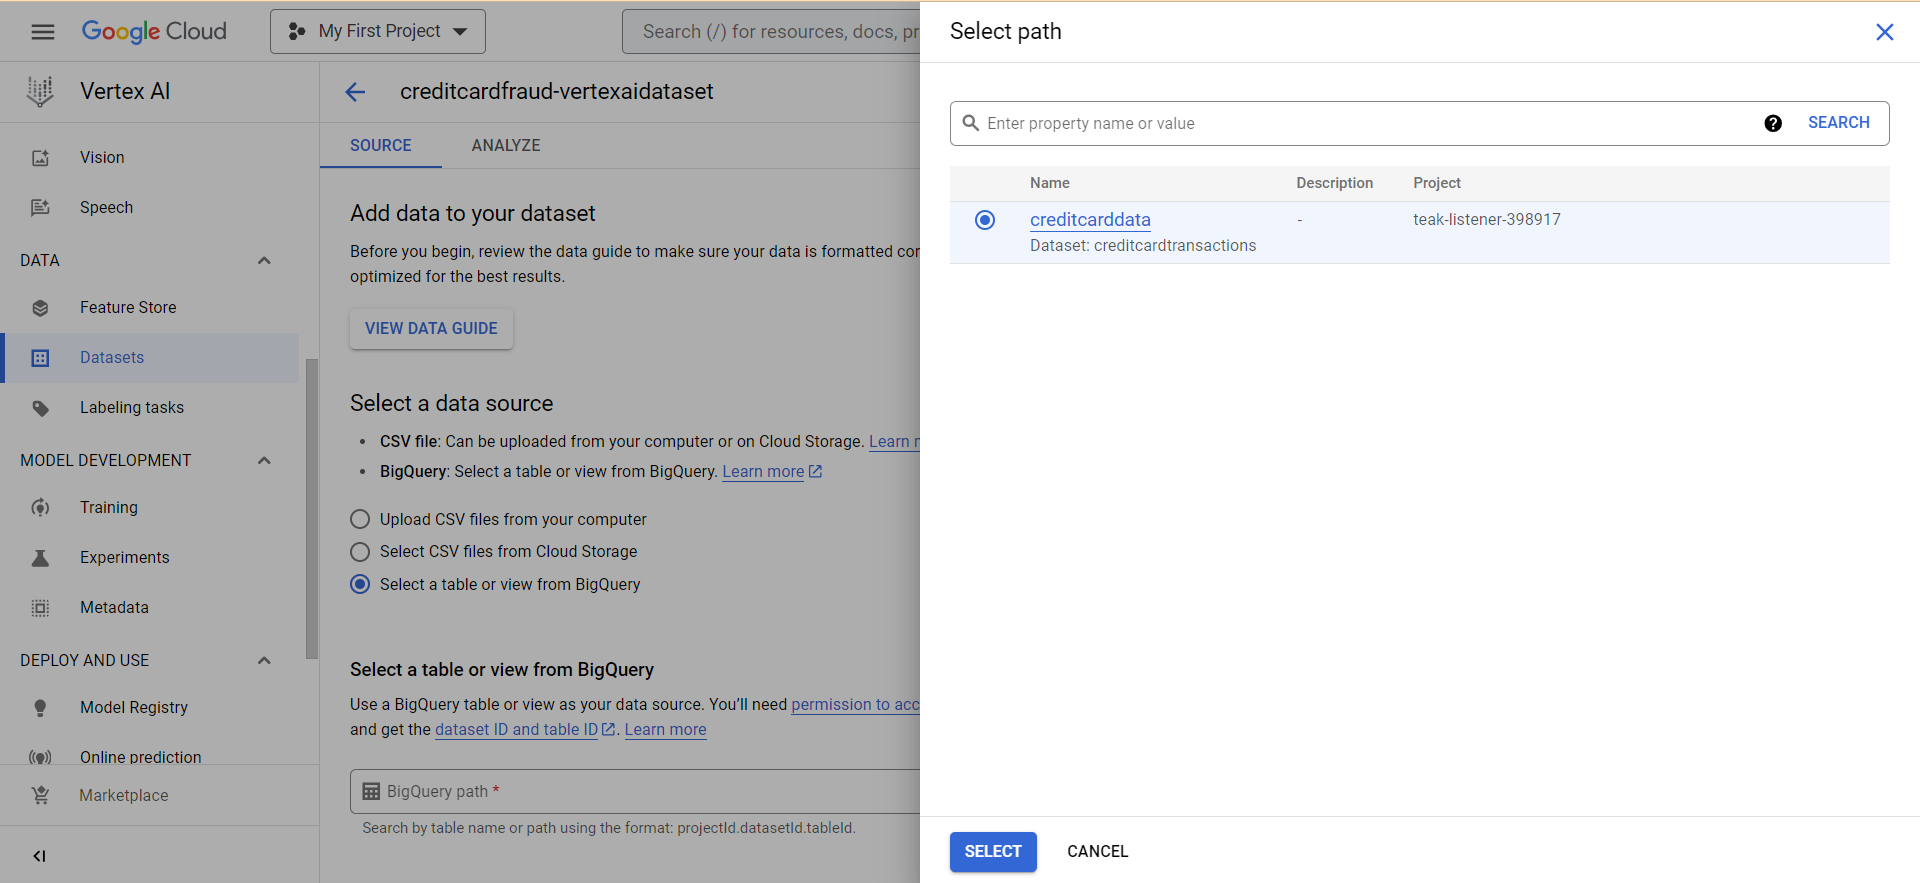 Google Cloud
My First Project
Search (/) for resources, docs, pr
Vertex AI
Vision
Speech
DATA
Feature Store
Datasets
Labeling tasks
MODEL DEVELOPMENT
Training
Experiments
Metadata
DEPLOY AND USE
Model Registry
Online prediction
Marketplace
creditcardfraud-vertexaidataset
SOURCE ANALYZE
Add data to your dataset
Before you begin, review the data guide to make sure your data is formatted cor
optimized for the best results.
VIEW DATA GUIDE
Select a data source
• CSV file: Can be uploaded from your computer or on Cloud Storage. Learn
• BigQuery: Select a table or view from BigQuery. Learn more
Upload CSV files from your computer
Select CSV files from Cloud Storage
Select a table or view from BigQuery
Select a table or view from BigQuery
Use a BigQuery table or view as your data source. You’ll need permission to acc
and get the dataset ID and table ID. Learn more
BigQuery path *
Search by table name or path using the format: projectId.datasetId.tableId.
Select path
Enter property name or value
SEARCH
Name Description Project
creditcarddata - teak-listener-398917
Dataset: creditcardtransactions
SELECT CANCEL